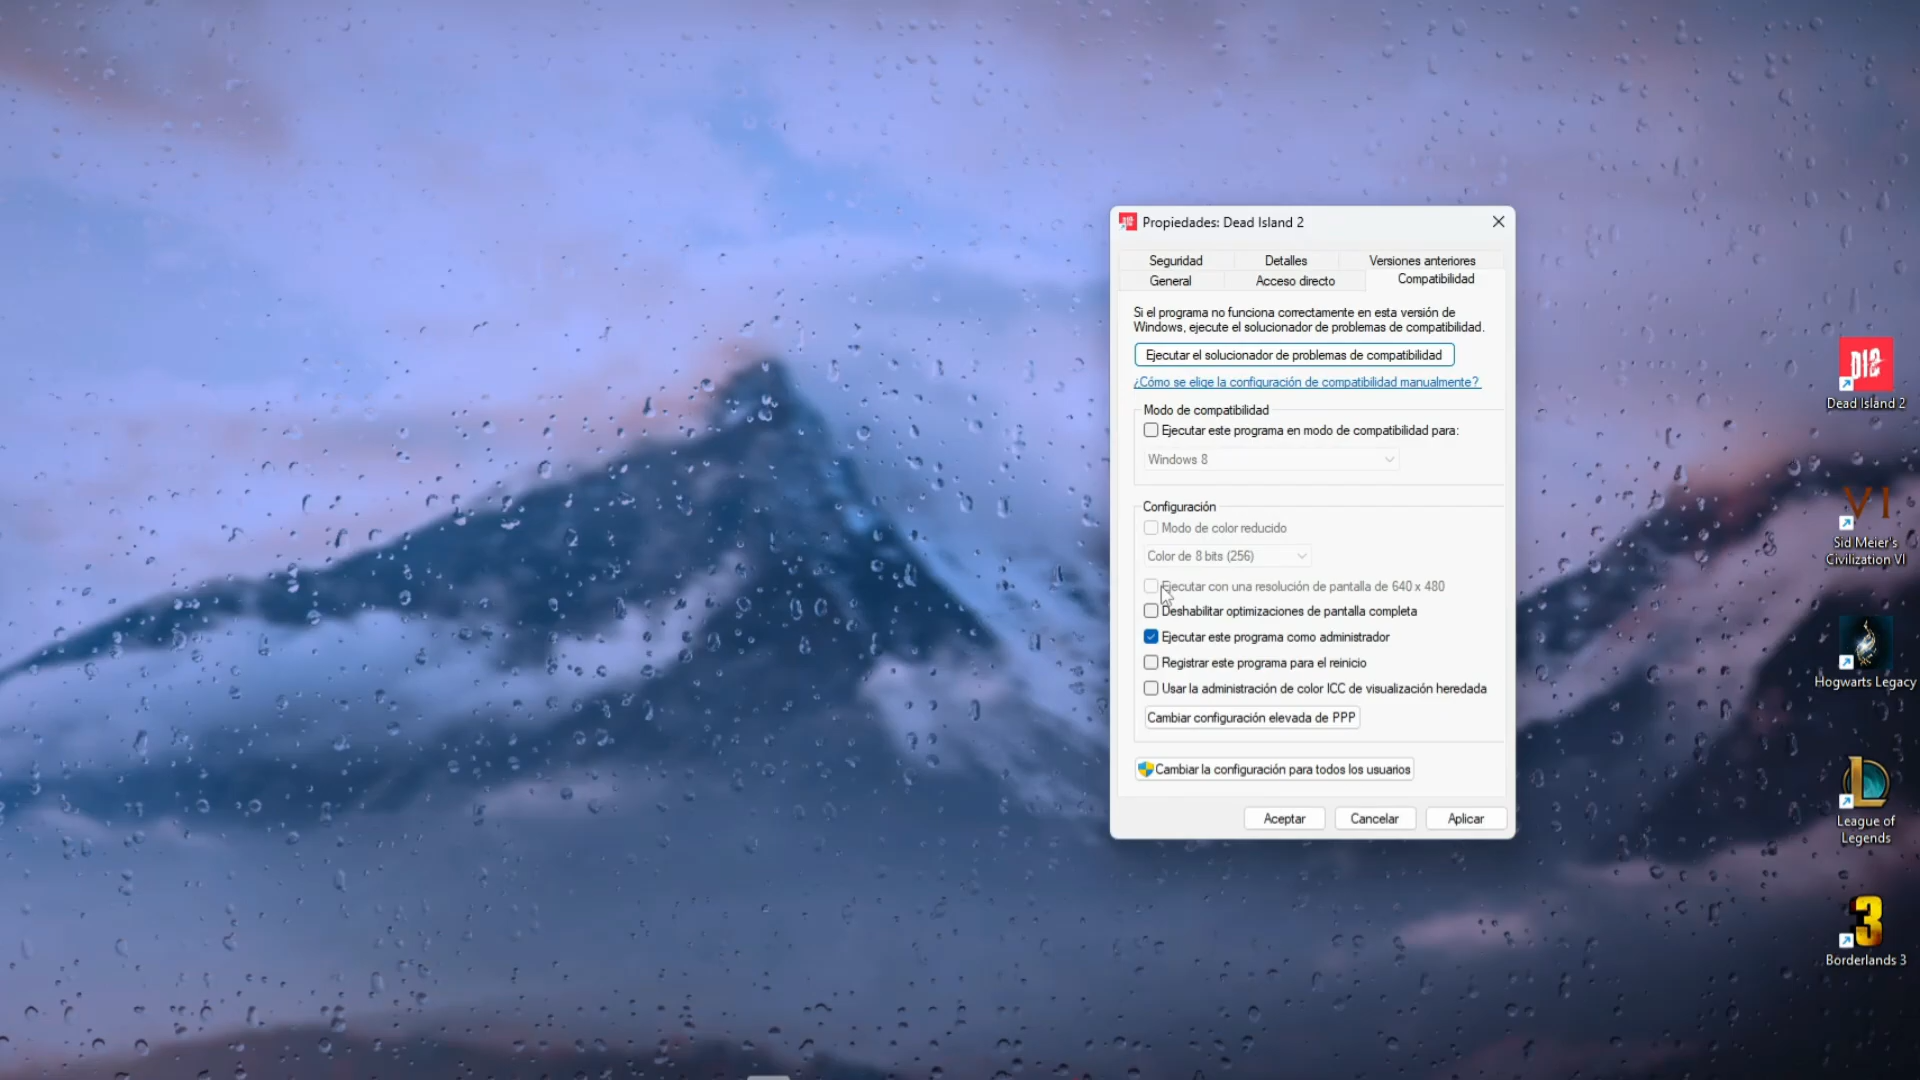 Propiedades: Dead Island 2
Seguridad
Detalles
Versiones anteriores
General
Acceso directo
Compatibilidad
Si el programa no funciona correctamente en esta versión de
Windows, ejecute el solucionador de problemas de compatibilidad.
Ejecutar el solucionador de problemas de compatibilidad
¿Cómo se elige la configuración de compatibilidad manualmente?
Modo de compatibilidad
Ejecutar este programa en modo de compatibilidad para:
Windows 8
Configuración
Modo de color reducido
Color de 8 bits (256)
Ejecutar con una resolución de pantalla de 640 x 480
Deshabilitar optimizaciones de pantalla completa
Ejecutar este programa como administrador
Registrar este programa para el reinicio
Usar la administración de color ICC de visualización heredada
Cambiar configuración elevada de PPP
Cambiar la configuración para todos los usuarios
Aceptar
Cancelar
Aplicar
Dead Island 2
VI
Sid Meier's
Civilization VI
Hogwarts Legacy
L
League of
Legends
3
Borderlands 3